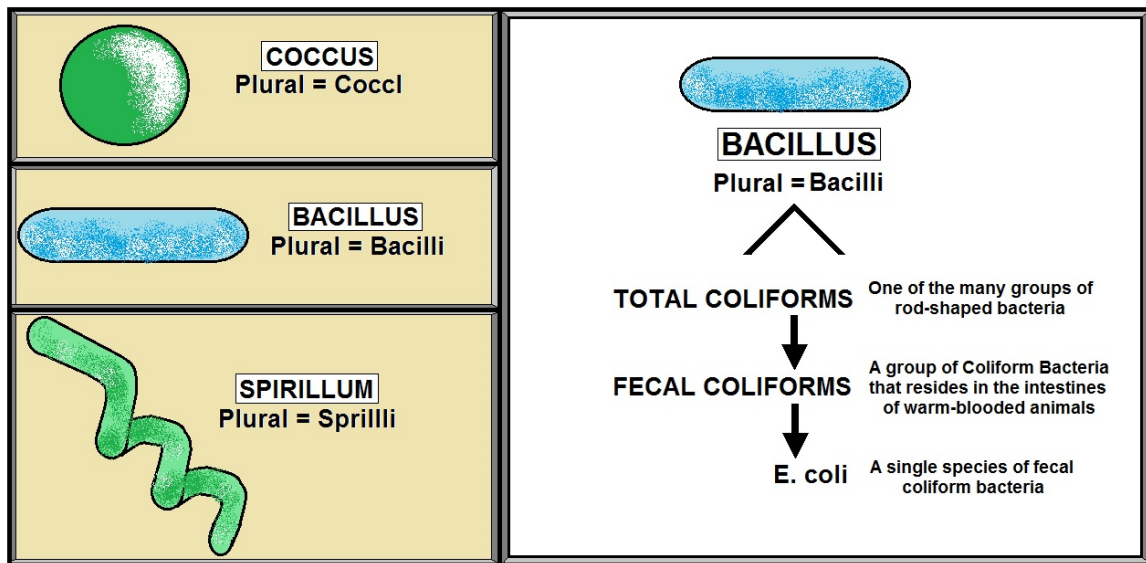 COCCUS
Plural = CoccI
BACILLUS
Plural = Bacilli
SPIRILLUM
Plural = Sprillli
BACILLUS
Plural = Bacilli
TOTAL COLIFORMS
One of the many groups of
rod-shaped bacteria
FECAL COLIFORMS
A group of Coliform Bacteria
that resides in the intestines
of warm-blooded animals
E. coli
A single species of fecal
coliform bacteria